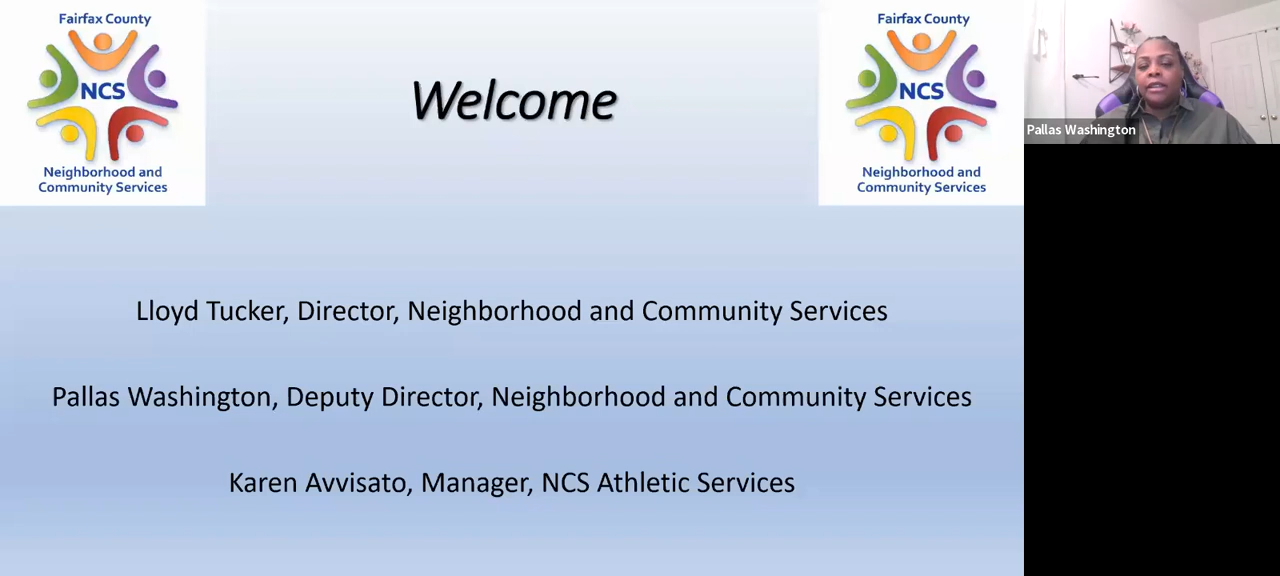 Fairfax County
NCS
Neighborhood and
Community Services
Welcome
Fairfax County
NCS
Neighborhood and
Community Services
Pallas Washington
Lloyd Tucker, Director, Neighborhood and Community Services
Pallas Washington, Deputy Director, Neighborhood and Community Services
Karen Avvisato, Manager, NCS Athletic Services